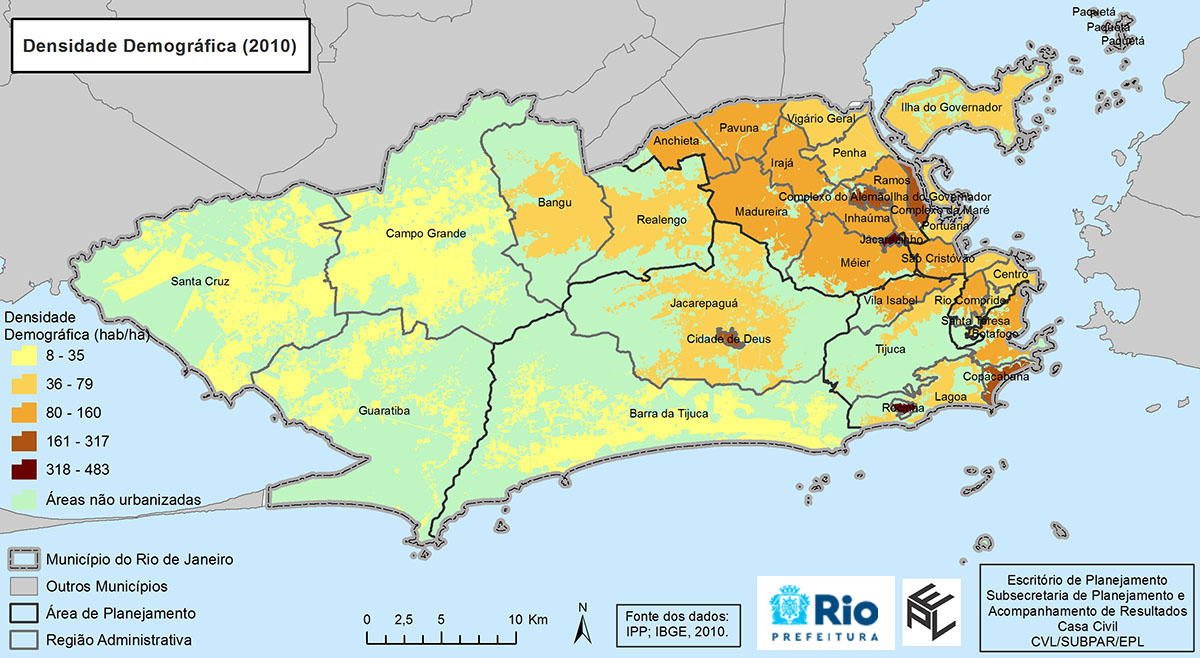 Densidade Demográfica (2010)
Paquetá
Paquetá
Paquetá
Ilha do Governador
Vigário Geral
Pavuna
Anchieta
Penha
Irajá
Ramos
Complexo do Alemão
Ilha do Governador
Bangu
Realengo
Madureira
Inhaúma
Complexo da Maré
Portuária
Campo Grande
Jacarezinho
Méier
São Cristóvão
Santa Cruz
Centro
Jacarepaguá
Vila Isabel
Rio Comprido
Santa Teresa
Botafogo
Cidade de Deus
Tijuca
Copacabana
Guaratiba
Barra da Tijuca
Lagoa
Rocinha
Densidade
Demográfica (hab/ha)
8 - 35
36 - 79
80 - 160
161 - 317
318 - 483
Áreas não urbanizadas
Município do Rio de Janeiro
Outros Municípios
Área de Planejamento
Região Administrativa
0 2,5 5 10 Km
N
Fonte dos dados:
IPP; IBGE, 2010.
Rio
PREFEITURA
EPL
Escritório de Planejamento
Subsecretaria de Planejamento e
Acompanhamento de Resultados
Casa Civil
CVL/SUBPAR/EPL